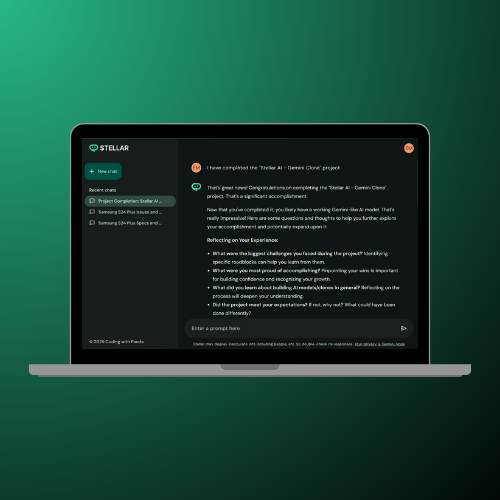 STELLAR
CM
New chat
Recent chats
Project Completion: Stellar AI ...
Samsung S24 Plus Issues and ...
Samsung S24 Plus Specs and ...
© 2025 Coding with Panda
CM
I have completed the "Stellar AI - Gemini Clone" project
That's great news! Congratulations on completing the "Stellar AI - Gemini Clone"
project. That's a significant accomplishment.
Now that you've completed it, you likely have a working Gemini-like AI model. That's
really impressive! Here are some questions and thoughts to help you further explore
your accomplishment and potentially expand upon it:
Reflecting on Your Experience:
• What were the biggest challenges you faced during the project? Identifying
specific roadblocks can help you learn from them.
• What were you most proud of accomplishing? Pinpointing your wins is important
for building confidence and recognizing your growth.
• What did you learn about building AI models/clones in general? Reflecting on the
process will deepen your understanding.
• Did the project meet your expectations? If not, why not? What could have been
done differently?
Enter a prompt here
Stellar may display inaccurate info including people, etc. So double-check its responses. Your privacy & Gemini Apps